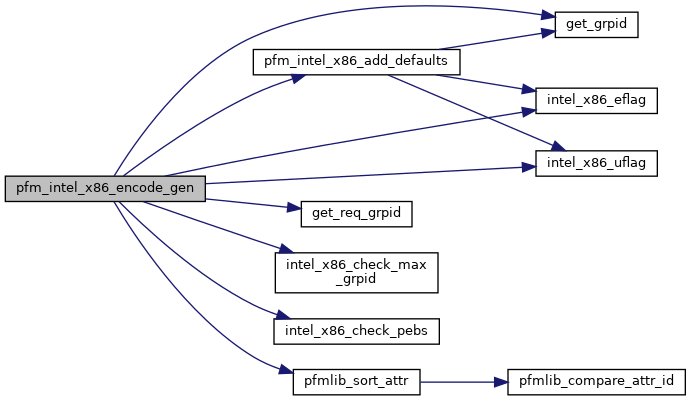 get_grpid
pfm_intel_x86_add_defaults
intel_x86_eflag
intel_x86_uflag
pfm_intel_x86_encode_gen
get_req_grpid
intel_x86_check_max
_grpid
intel_x86_check_pebs
pfmlib_sort_attr
pfmlib_compare_attr_id